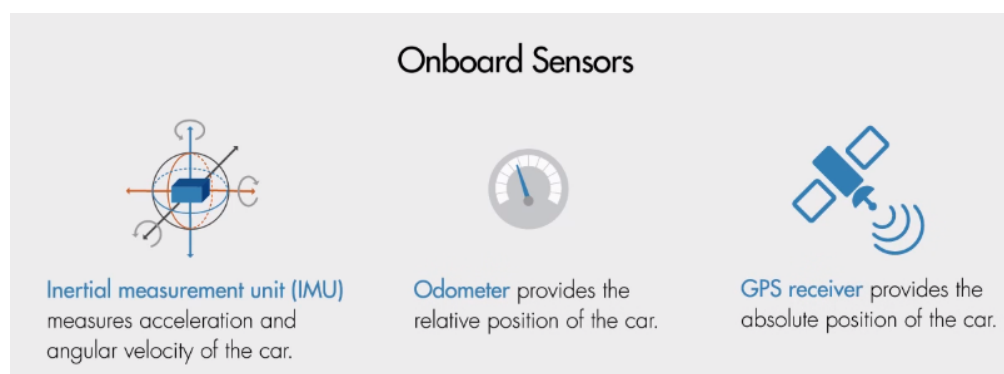 Onboard Sensors
Inertial measurement unit (IMU)
measures acceleration and
angular velocity of the car.
Odometer provides the
relative position of the car.
GPS receiver provides the
absolute position of the car.